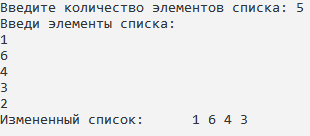 Введите количество элементов списка: 5
Введи элементы списка:
1
6
4
3
2
Измененный список:      1 6 4 3